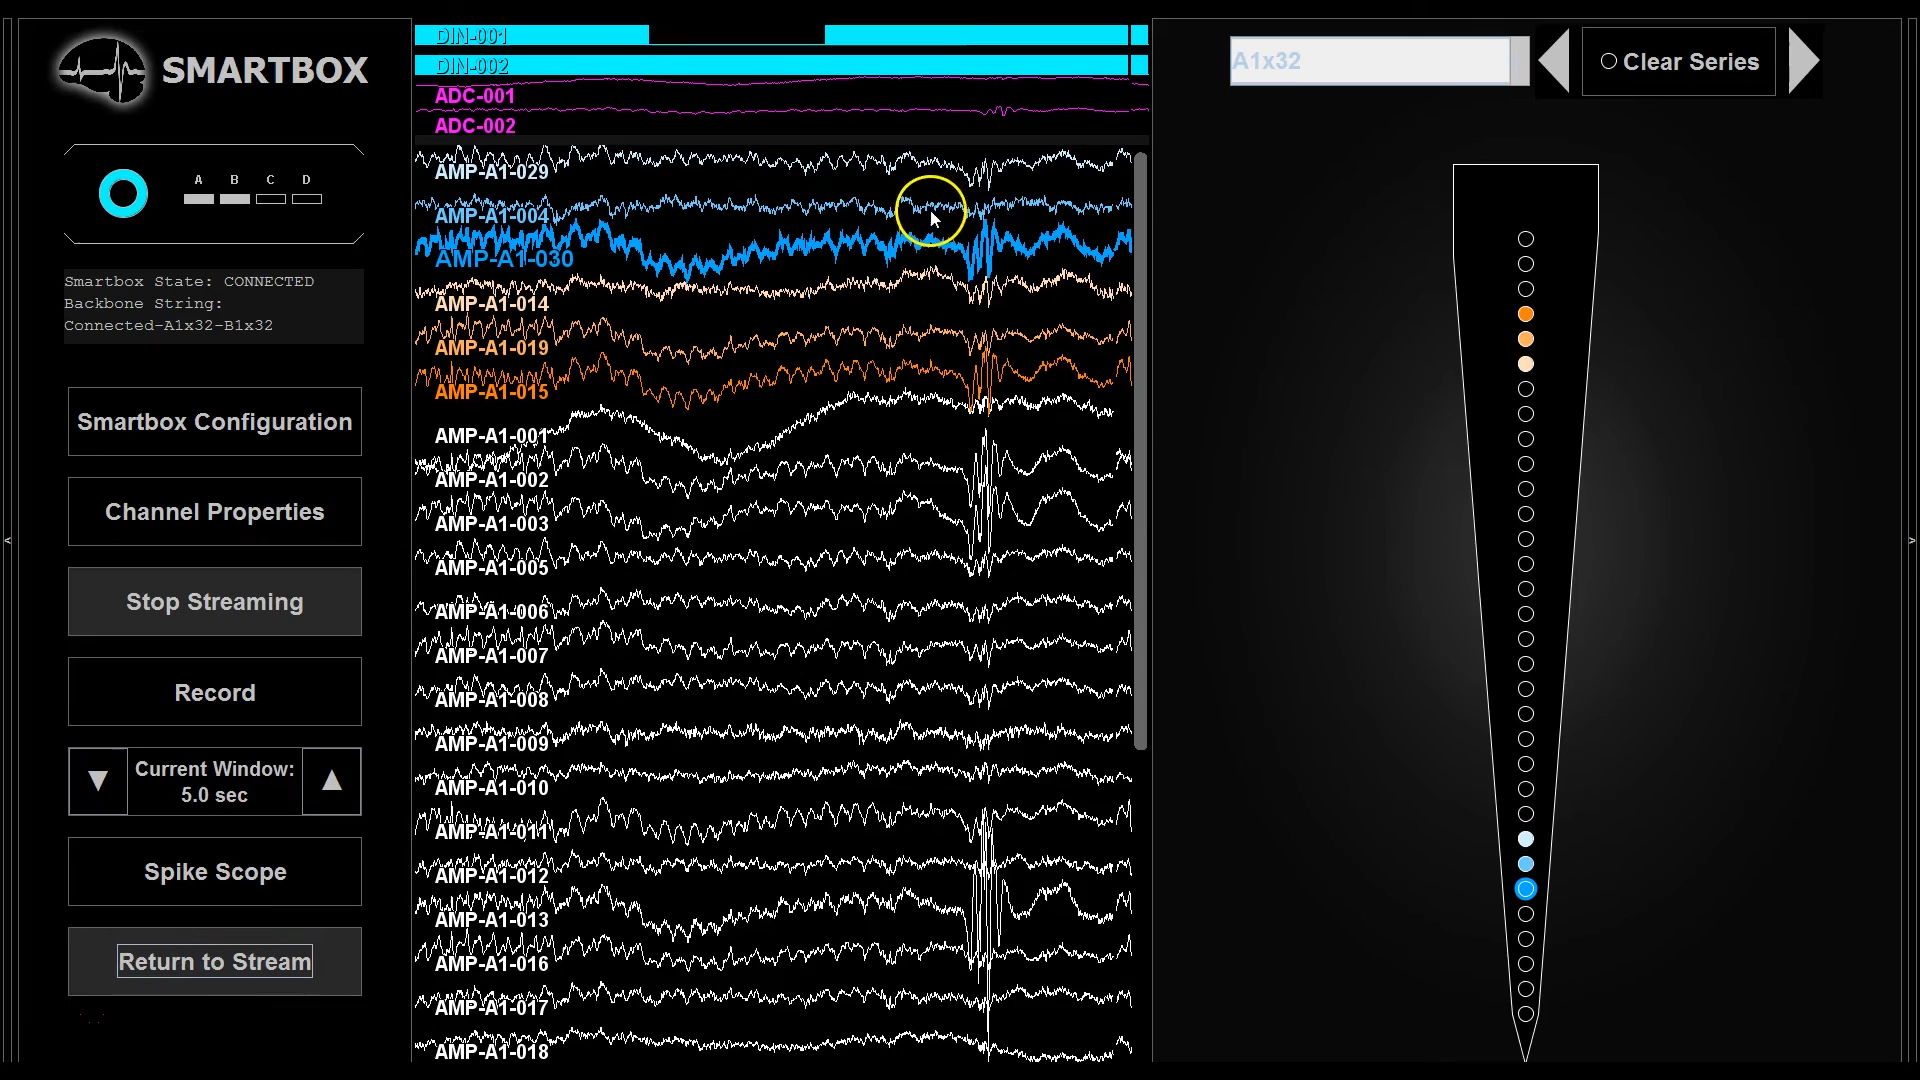 SMARTBOX
A B C D
Smartbox State: CONNECTED
Backbone String:
Connected-A1x32-B1x32
Smartbox Configuration
Channel Properties
Stop Streaming
Record
Current Window:
5.0 sec
Spike Scope
Return to Stream
<
DIN-001
DIN-002
ADC-001
ADC-002
AMP-A1-029
AMP-A1-004
AMP-A1-030
AMP-A1-014
AMP-A1-019
AMP-A1-015
AMP-A1-001
AMP-A1-002
AMP-A1-003
AMP-A1-005
AMP-A1-006
AMP-A1-007
AMP-A1-008
AMP-A1-009
AMP-A1-010
AMP-A1-011
AMP-A1-012
AMP-A1-013
AMP-A1-016
AMP-A1-017
AMP-A1-018
A1x32
Clear Series
>